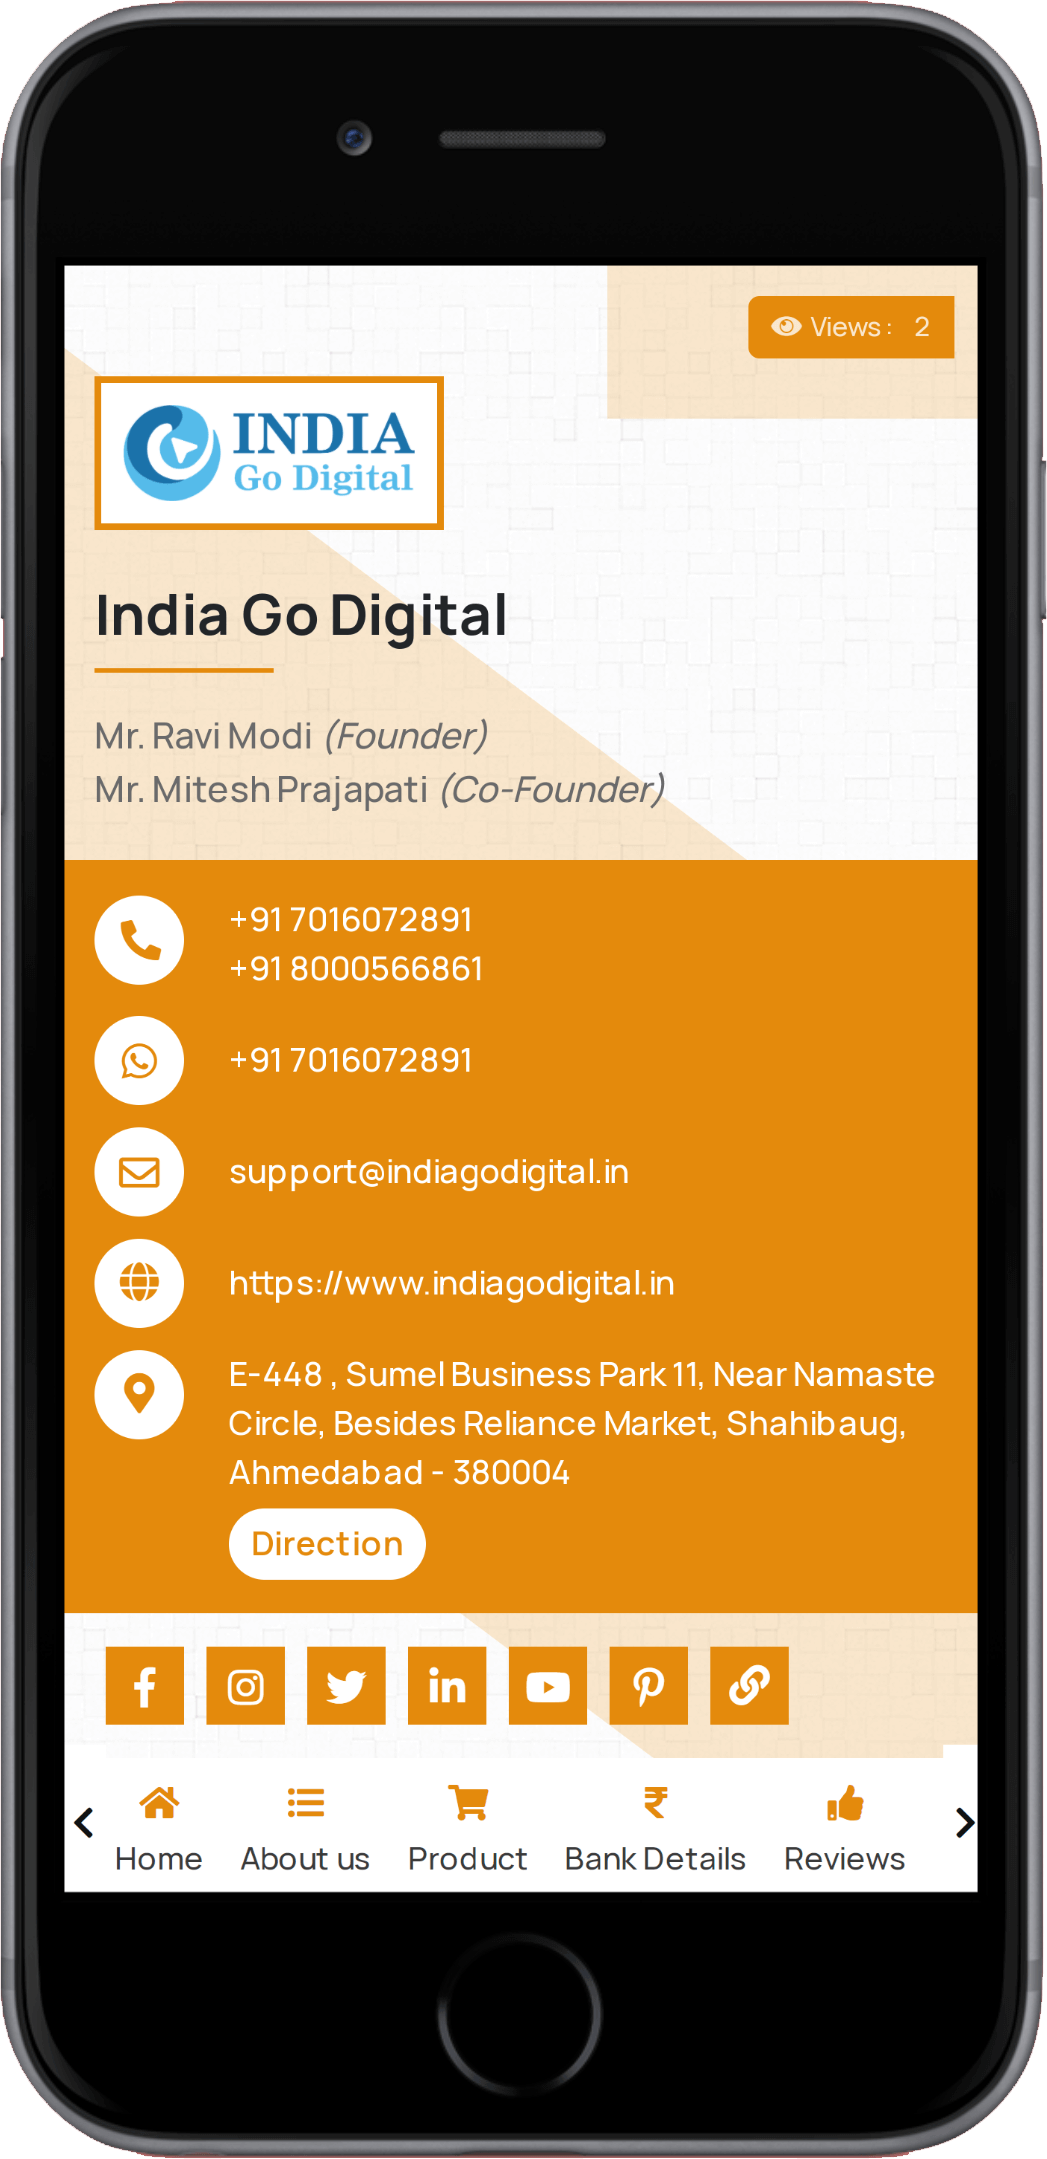 Views : 2
INDIA
Go Digital
India Go Digital
Mr. Ravi Modi (Founder)
Mr. Mitesh Prajapati (Co-Founder)
+91 7016072891
+91 8000566861
+91 7016072891
support@indiagodigital.in
https://www.indiagodigital.in
E-448 , Sumel Business Park 11, Near Namaste
Circle, Besides Reliance Market, Shahibaug,
Ahmedabad - 380004
Direction
Home About us Product Bank Details Reviews